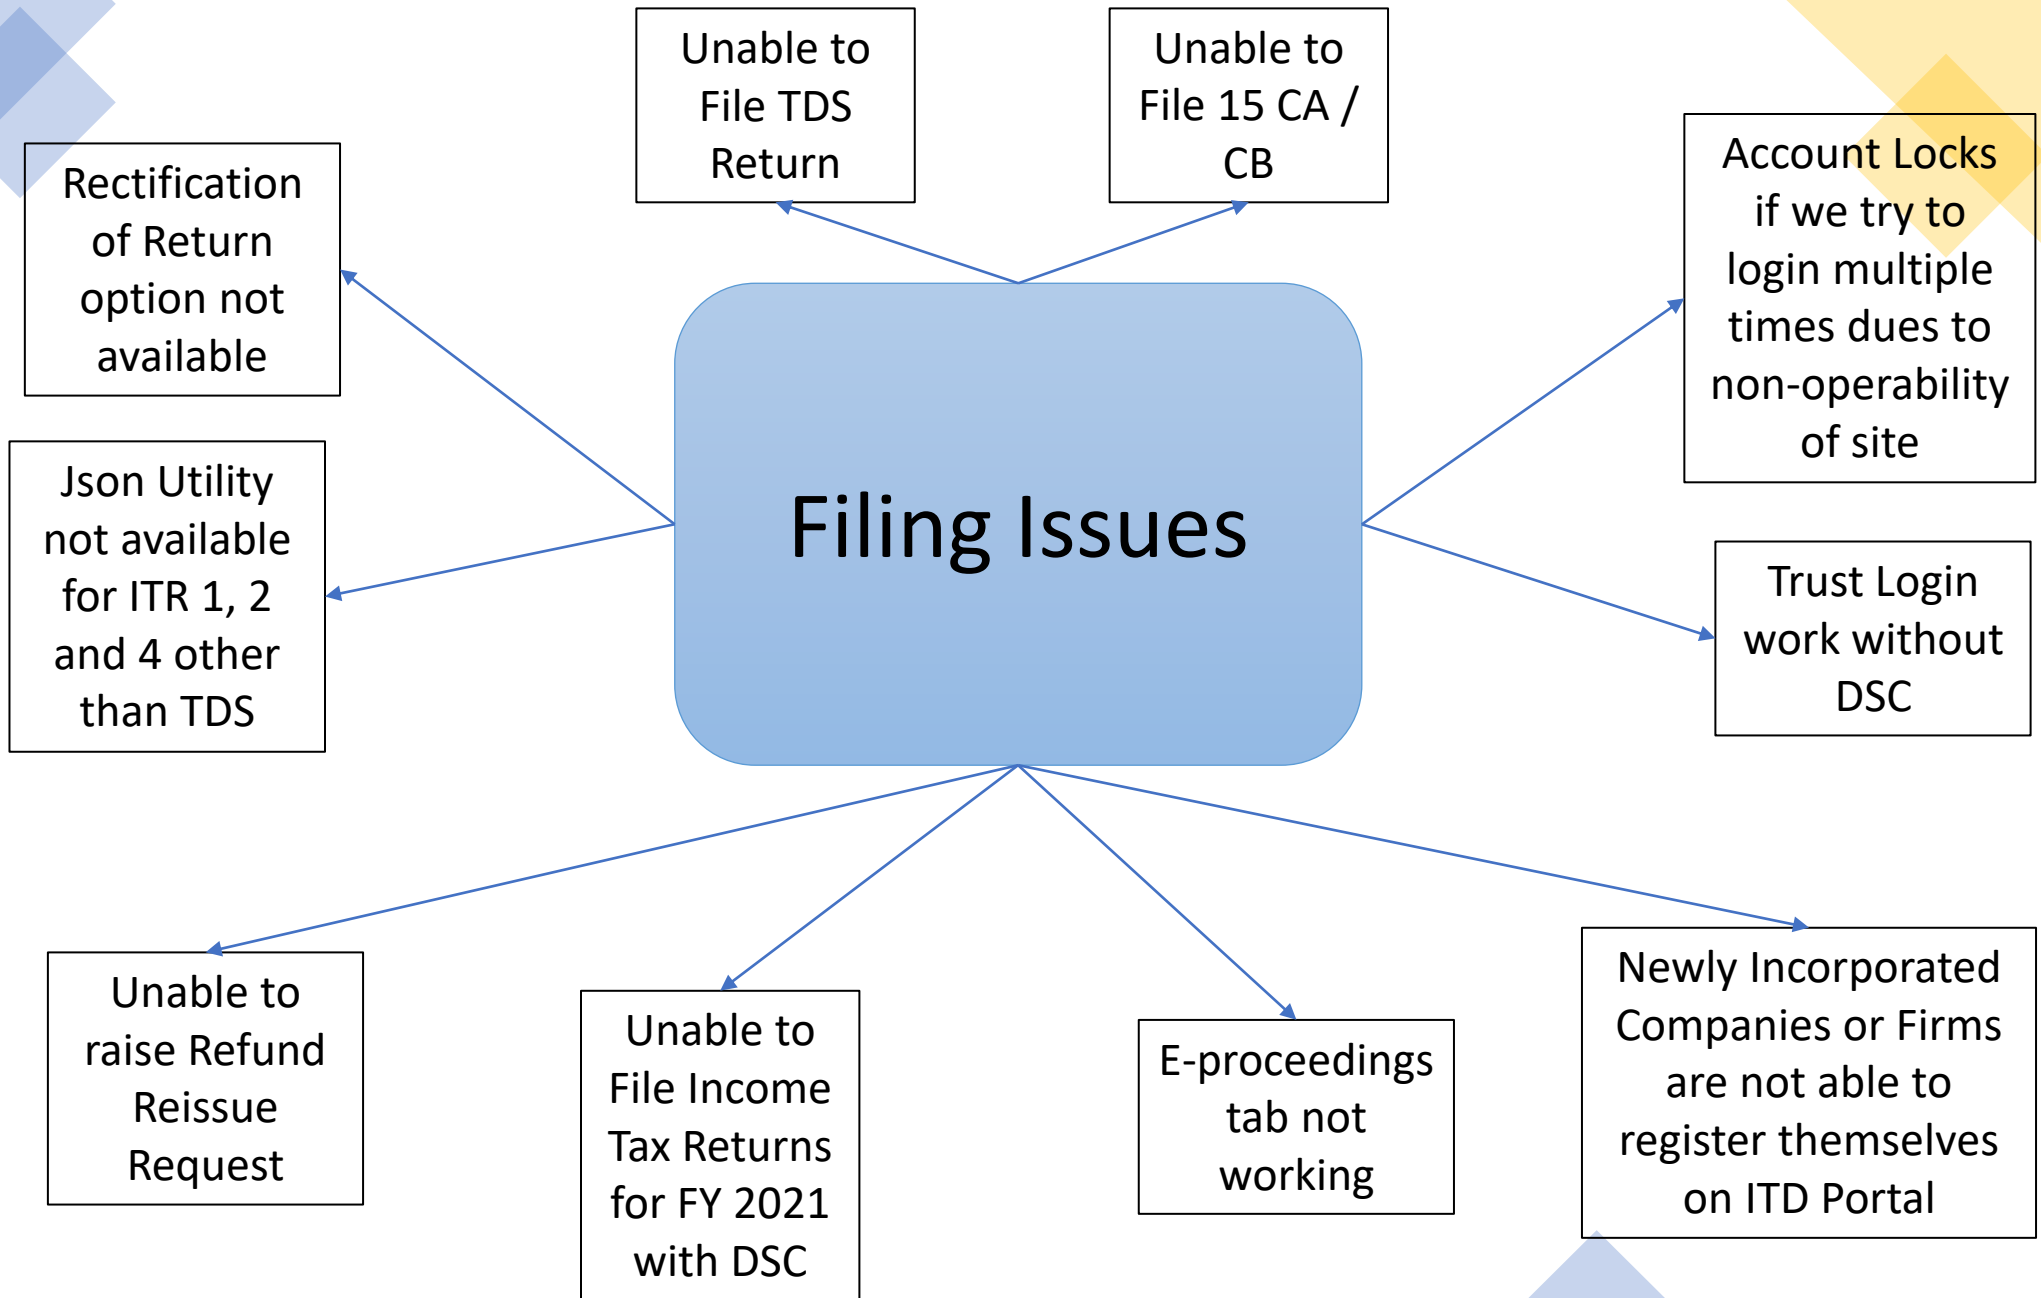 Unable to
File TDS
Return
Unable to
File 15 CA /
CB
Rectification
of Return
option not
available
Account Locks
if we try to
login multiple
times dues to
non-operability
of site
Json Utility
not available
for ITR 1, 2
and 4 other
than TDS
Filing Issues
Trust Login
work without
DSC
Unable to
raise Refund
Reissue
Request
Unable to
File Income
Tax Returns
for FY 2021
with DSC
E-proceedings
tab not
working
Newly Incorporated
Companies or Firms
are not able to
register themselves
on ITD Portal